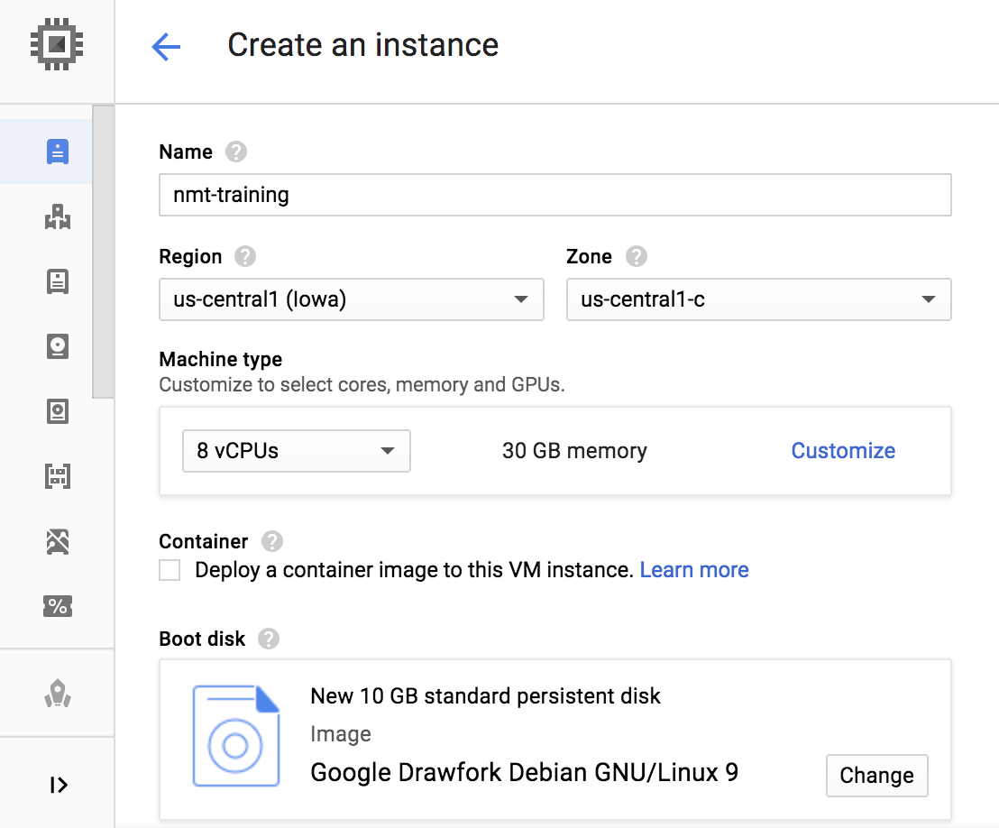 Create an instance
Name ?
nmt-training
Region ? Zone ?
us-central1 (Iowa) us-central1-c
Machine type
Customize to select cores, memory and GPUs.
8 vCPUs 30 GB memory Customize
Container ?
Deploy a container image to this VM instance. Learn more
Boot disk ?
New 10 GB standard persistent disk
Image
Google Drawfork Debian GNU/Linux 9
Change
%